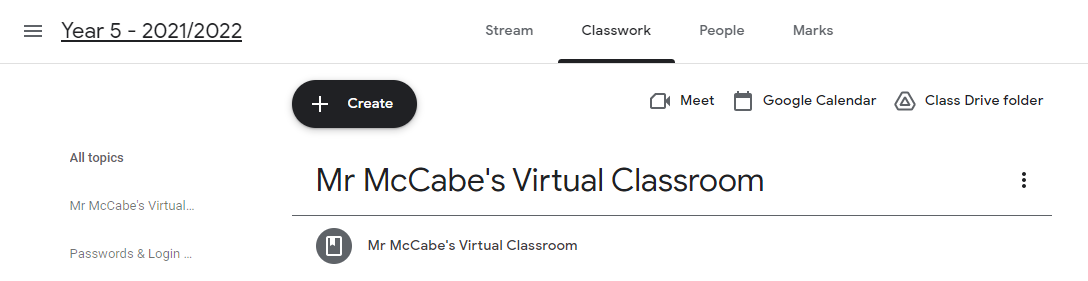 Year 5 - 2021/2022
Stream
Classwork
People
Marks
Create
Meet
Google Calendar
Class Drive folder
All topics
Mr McCabe's Virtual...
Passwords & Login ...
Mr McCabe's Virtual Classroom
Mr McCabe's Virtual Classroom